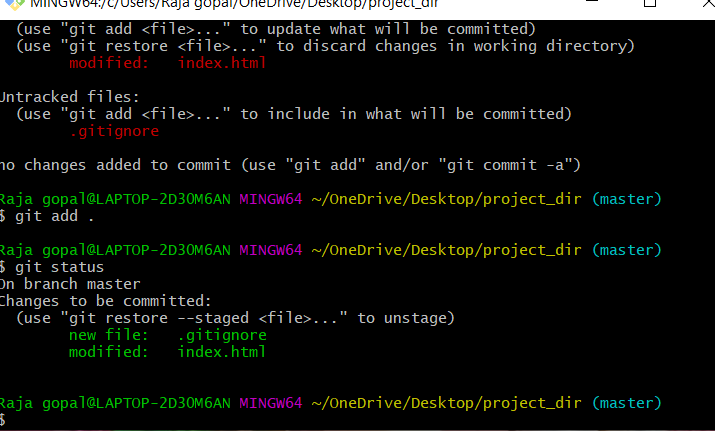 MINGW64:/c/Users/Raja gopal/OneDrive/Desktop/project_dir
(use "git add <file>..." to update what will be committed)
(use "git restore <file>..." to discard changes in working directory)
modified:   index.html
Untracked files:
(use "git add <file>..." to include in what will be committed)
.gitignore
no changes added to commit (use "git add" and/or "git commit -a")
Raja gopal@LAPTOP-2D3OM6AN MINGW64 ~/OneDrive/Desktop/project_dir (master)
$ git add .
Raja gopal@LAPTOP-2D3OM6AN MINGW64 ~/OneDrive/Desktop/project_dir (master)
$ git status
On branch master
Changes to be committed:
(use "git restore --staged <file>..." to unstage)
new file:   .gitignore
modified:   index.html
Raja gopal@LAPTOP-2D3OM6AN MINGW64 ~/OneDrive/Desktop/project_dir (master)
$